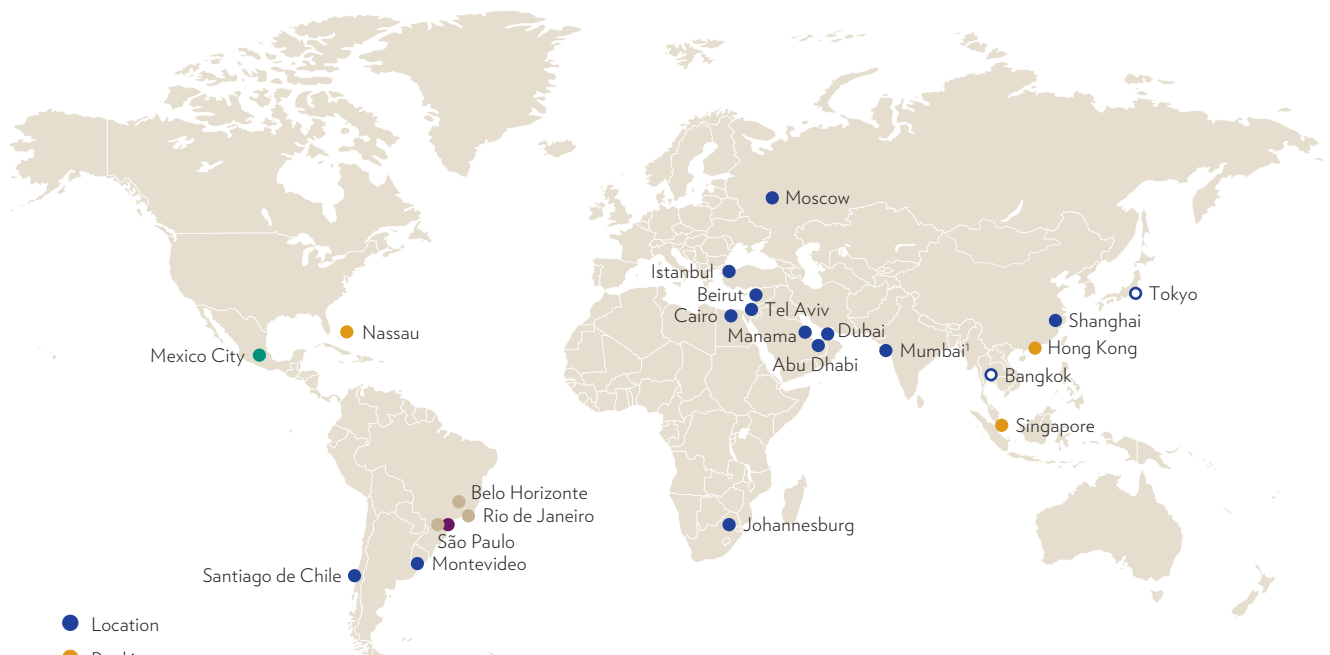 Moscow
Istanbul
Beirut
Tokyo
Tel Aviv
Cairo
Shanghai
Nassau
Dubai
Manama
Hong Kong
Mumbai¹
Mexico City
Abu Dhabi
Bangkok
Singapore
Belo Horizonte
Rio de Janeiro
Johannesburg
São Paulo
Montevideo
Santiago de Chile
Location